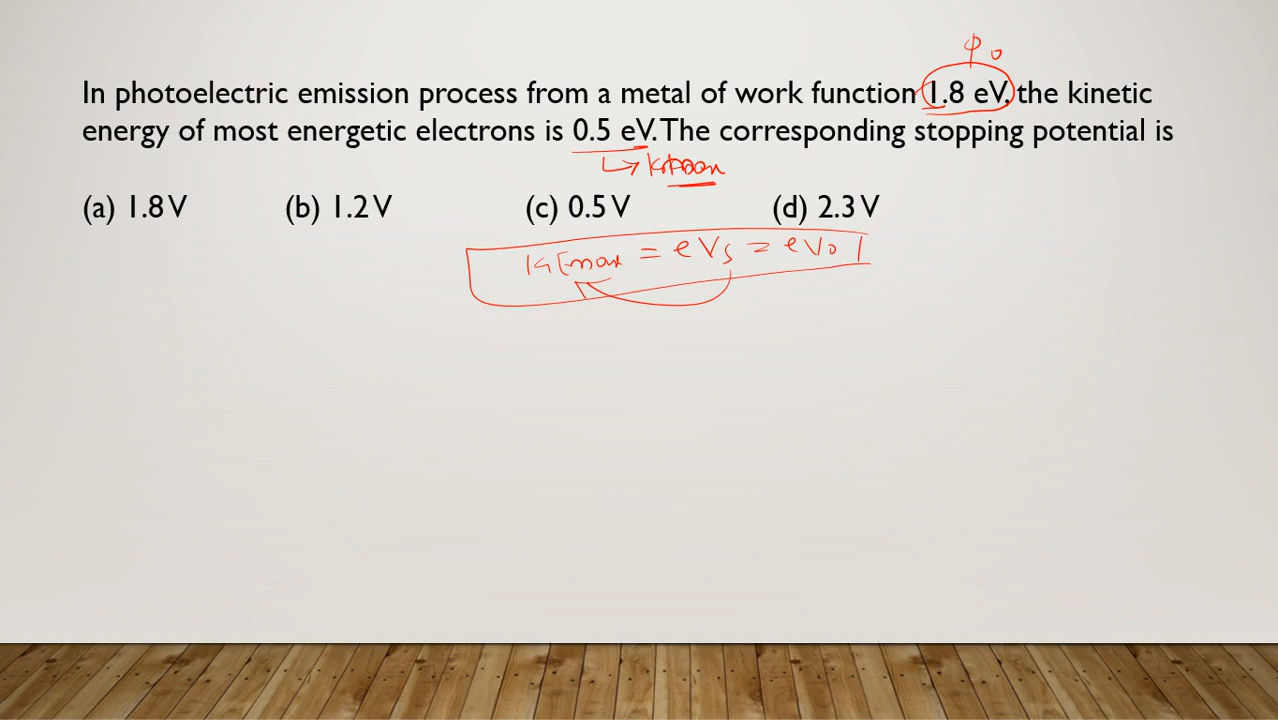 φ0
In photoelectric emission process from a metal of work function 1.8 eV, the kinetic
energy of most energetic electrons is 0.5 eV. The corresponding stopping potential is
(a) 1.8 V (b) 1.2 V (c) 0.5 V (d) 2.3 V
KEmax = eVs = eV0